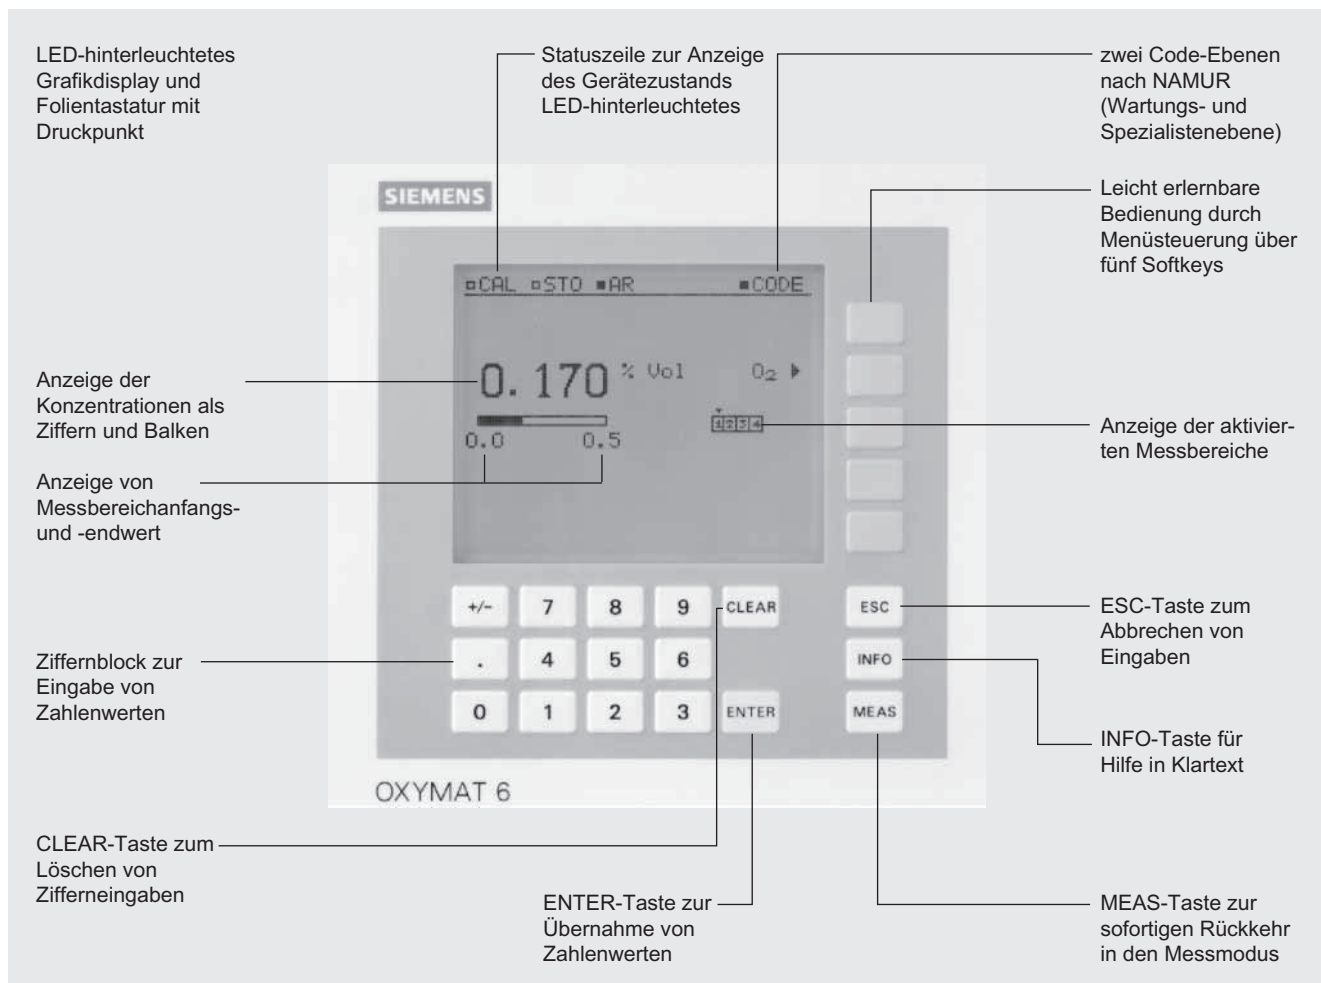 LED-hinterleuchtetes
Grafikdisplay und
Folientastatur mit
Druckpunkt
Statuszeile zur Anzeige
des Gerätezustands
LED-hinterleuchtetes
zwei Code-Ebenen
nach NAMUR
(Wartungs- und
Spezialistenebene)
Leicht erlernbare
Bedienung durch
Menüsteuerung über
fünf Softkeys
SIEMENS
CAL STO AR CODE
0.170 % Vol O2
1 2 3 4
0.0 0.5
Anzeige der
Konzentrationen als
Ziffern und Balken
Anzeige der aktivier-
ten Messbereiche
Anzeige von
Messbereichanfangs-
und -endwert
+/- 7 8 9 CLEAR ESC
. 4 5 6 INFO
0 1 2 3 ENTER MEAS
ESC-Taste zum
Abbrechen von
Eingaben
Ziffernblock zur
Eingabe von
Zahlenwerten
INFO-Taste für
Hilfe in Klartext
OXYMAT 6
CLEAR-Taste zum
Löschen von
Zifferneingaben
ENTER-Taste zur
Übernahme von
Zahlenwerten
MEAS-Taste zur
sofortigen Rückkehr
in den Messmodus